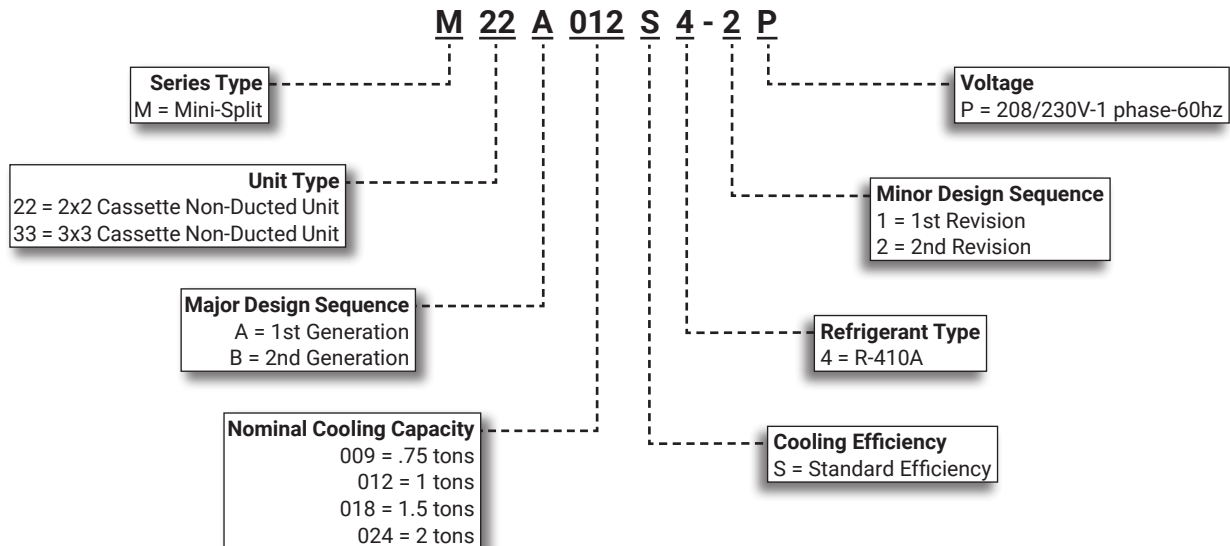 M 22 A 012 S 4 - 2 P
Series Type
M = Mini-Split
Voltage
P = 208/230V-1 phase-60hz
Unit Type
22 = 2x2 Cassette Non-Ducted Unit
33 = 3x3 Cassette Non-Ducted Unit
Minor Design Sequence
1 = 1st Revision
2 = 2nd Revision
Major Design Sequence
A = 1st Generation
B = 2nd Generation
Refrigerant Type
4 = R-410A
Nominal Cooling Capacity
009 = .75 tons
012 = 1 tons
018 = 1.5 tons
024 = 2 tons
Cooling Efficiency
S = Standard Efficiency